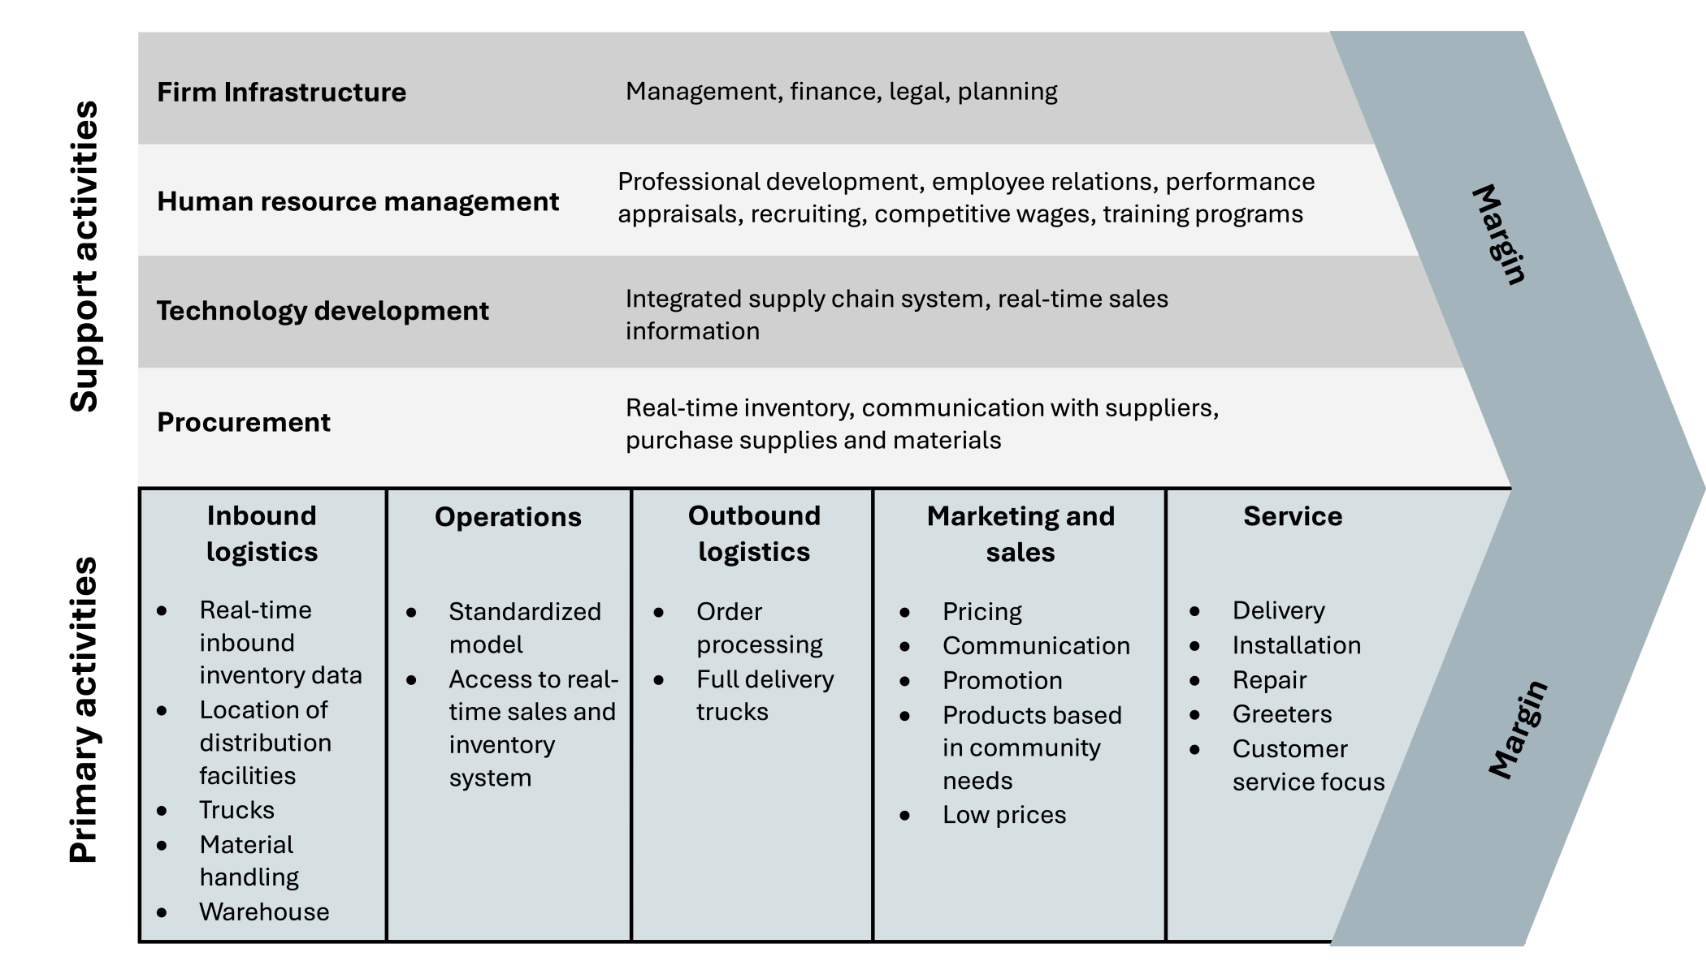 Support activities
Firm Infrastructure
Management, finance, legal, planning
Human resource management
Professional development, employee relations, performance
appraisals, recruiting, competitive wages, training programs
Technology development
Integrated supply chain system, real-time sales
information
Procurement
Real-time inventory, communication with suppliers,
purchase supplies and materials
Margin
Primary activities
Inbound
logistics
• Real-time
inbound
inventory data
• Location of
distribution
facilities
• Trucks
• Material
handling
• Warehouse
Operations
• Standardized
model
• Access to real-
time sales and
inventory
system
Outbound
logistics
• Order
processing
• Full delivery
trucks
Marketing and
sales
• Pricing
• Communication
• Promotion
• Products based
in community
needs
• Low prices
Service
• Delivery
• Installation
• Repair
• Greeters
• Customer
service focus
Margin